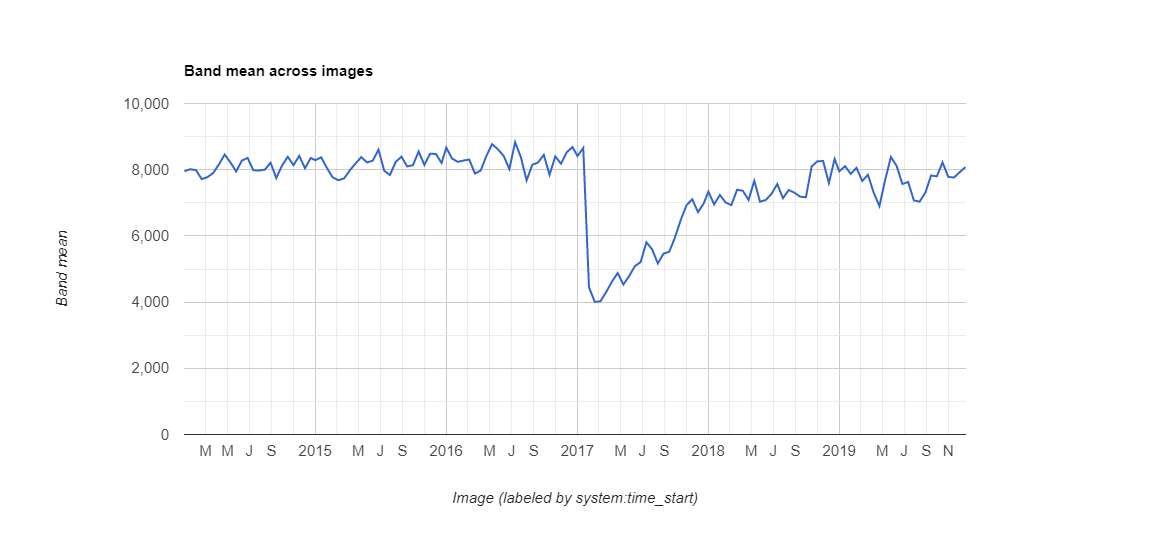 Band mean across images
10,000
8,000
6,000
4,000
2,000
0
Band mean
M M J S 2015 M J S 2016 M J S 2017 M J S 2018 M J S 2019 M J S N
Image (labeled by system:time_start)